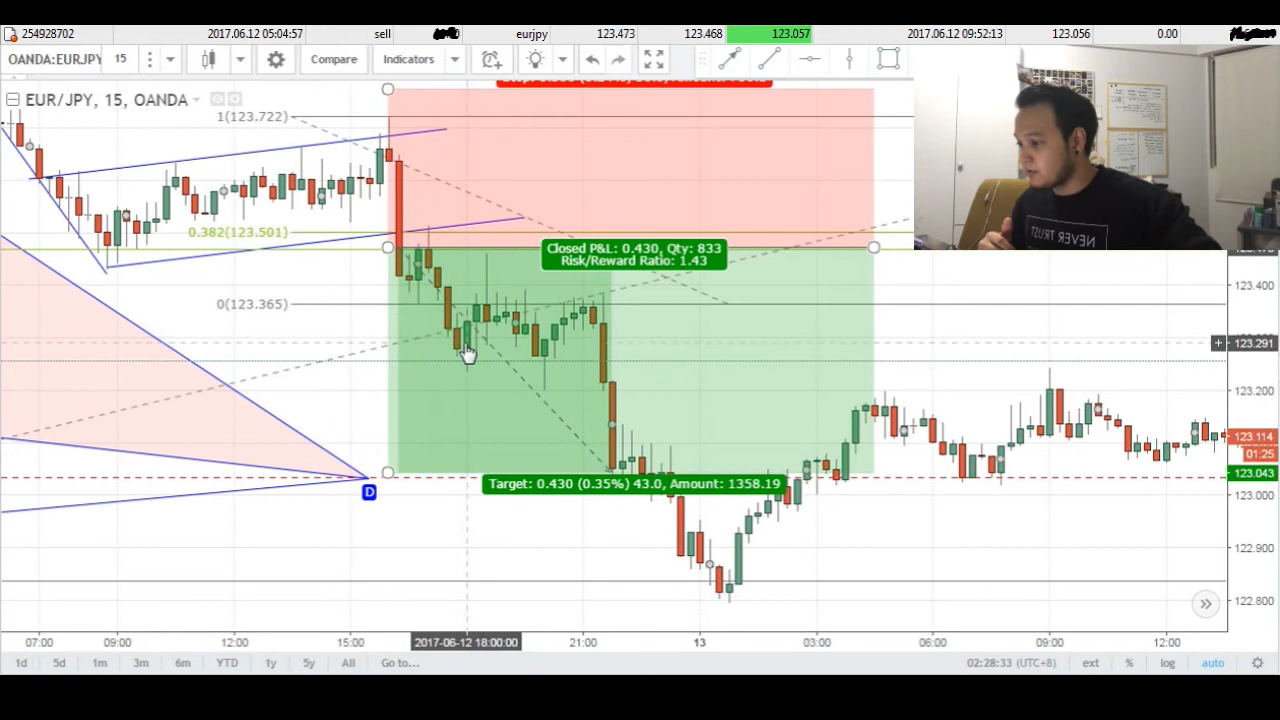 254928702 2017.06.12 05:04:57 sell eurjpy 123.473 123.468 123.057 2017.06.12 09:52:13 123.056 0.00
OANDA:EURJPY 15 Compare Indicators
EUR/JPY, 15, OANDA
1(123.722)
0.382(123.501)
0(123.365)
Closed P&L: 0.430, Qty: 833
Risk/Reward Ratio: 1.43
Target: 0.430 (0.35%) 43.0, Amount: 1358.19
D
NEVER TRUST
123.400
123.291
123.200
123.114
01:25
123.043
123.000
122.900
122.800
07:00 09:00 12:00 15:00 2017-06-12 18:00:00 21:00 13 03:00 06:00 09:00 12:00
1d 5d 1m 3m 6m YTD 1y 5y All Go to... 02:28:33 (UTC+8) ext % log auto